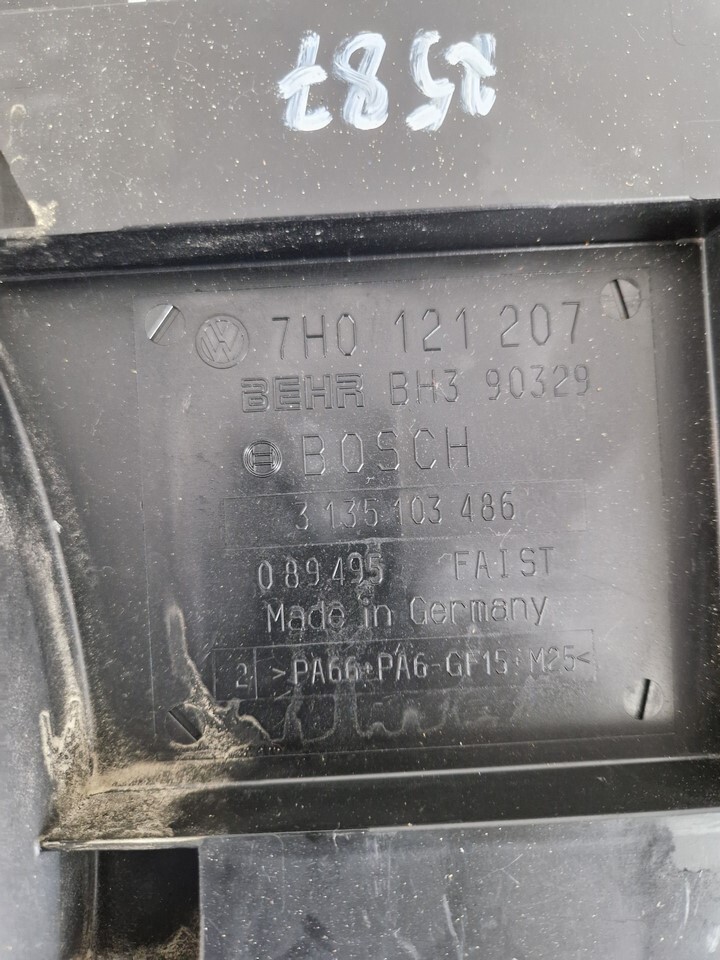 2587
7H0 121 207
BEHR BH3 90329
BOSCH
3 135 103 486
089495 FAIST
Made in Germany
2 >PA66+PA6-GF15+M25<